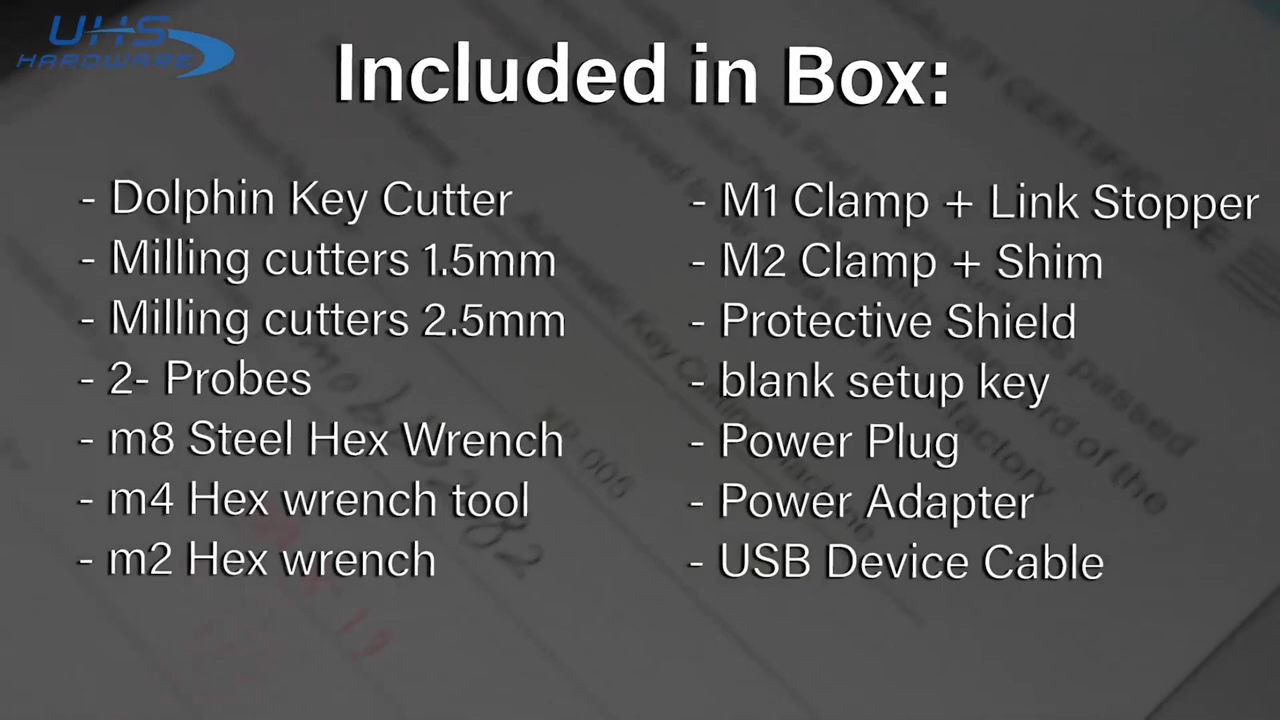 UHS
HARDWARE
Included in Box:
- Dolphin Key Cutter
- Milling cutters 1.5mm
- Milling cutters 2.5mm
- 2- Probes
- m8 Steel Hex Wrench
- m4 Hex wrench tool
- m2 Hex wrench
- M1 Clamp + Link Stopper
- M2 Clamp + Shim
- Protective Shield
- blank setup key
- Power Plug
- Power Adapter
- USB Device Cable